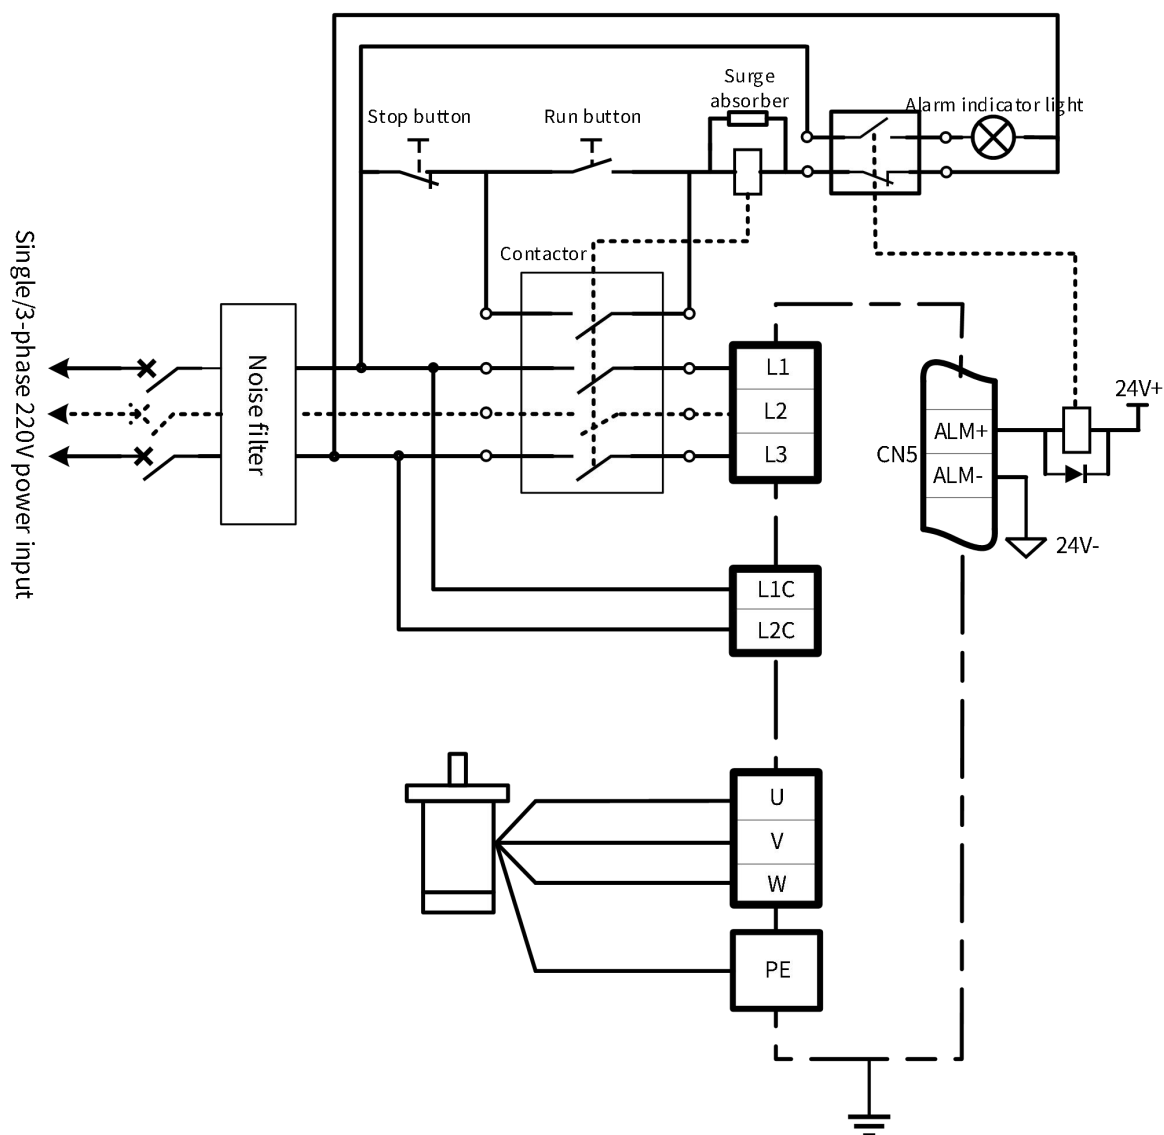 Surge
absorber
Alarm indicator light
Stop button
Run button
Contactor
Single/3-phase 220V power input
Noise filter
L1
L2
L3
24V+
CN5
ALM+
ALM-
24V-
L1C
L2C
U
V
W
PE